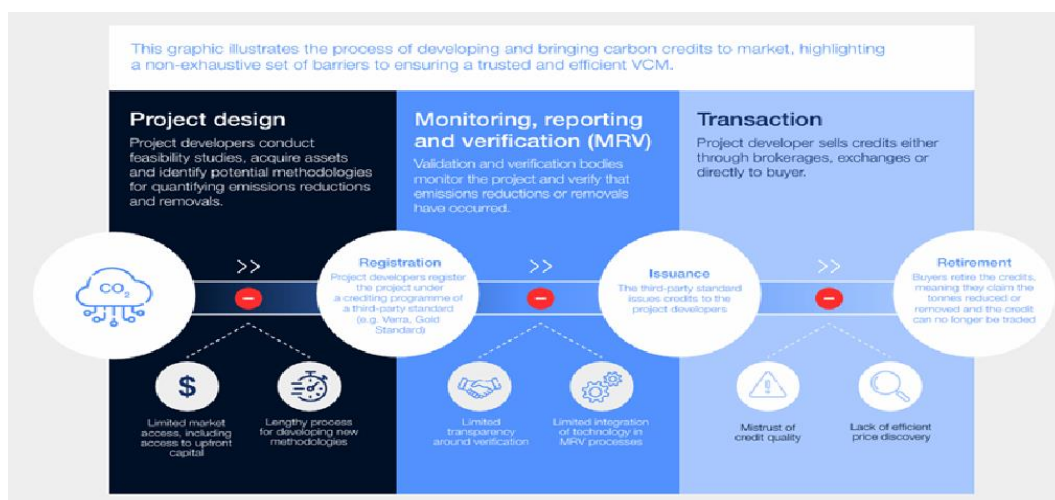 This graphic illustrates the process of developing and bringing carbon credits to market, highlighting
a non-exhaustive set of barriers to ensuring a trusted and efficient VCM.
Project design
Project developers conduct
feasibility studies, acquire assets
and identify potential methodologies
for quantifying emissions reductions
and removals.
Monitoring, reporting
and verification (MRV)
Validation and verification bodies
monitor the project and verify that
emissions reductions or removals
have occurred.
Transaction
Project developer sells credits either
through brokerages, exchanges or
directly to buyer.
CO2
Registration
Project developers register
the project under
a crediting programme of
a third-party standard
(e.g. Verra, Gold
Standard)
Issuance
The third-party standard
issues credits to the
project developers
Retirement
Buyers retire the credits,
meaning they claim the
tonnes reduced or
removed and the credit
can no longer be traded
$
Limited market
access, including
access to upfront
capital
Lengthy process
for developing new
methodologies
Limited
transparency
around verification
Limited integration
of technology in
MRV processes
Mistrust of
credit quality
Lack of efficient
price discovery